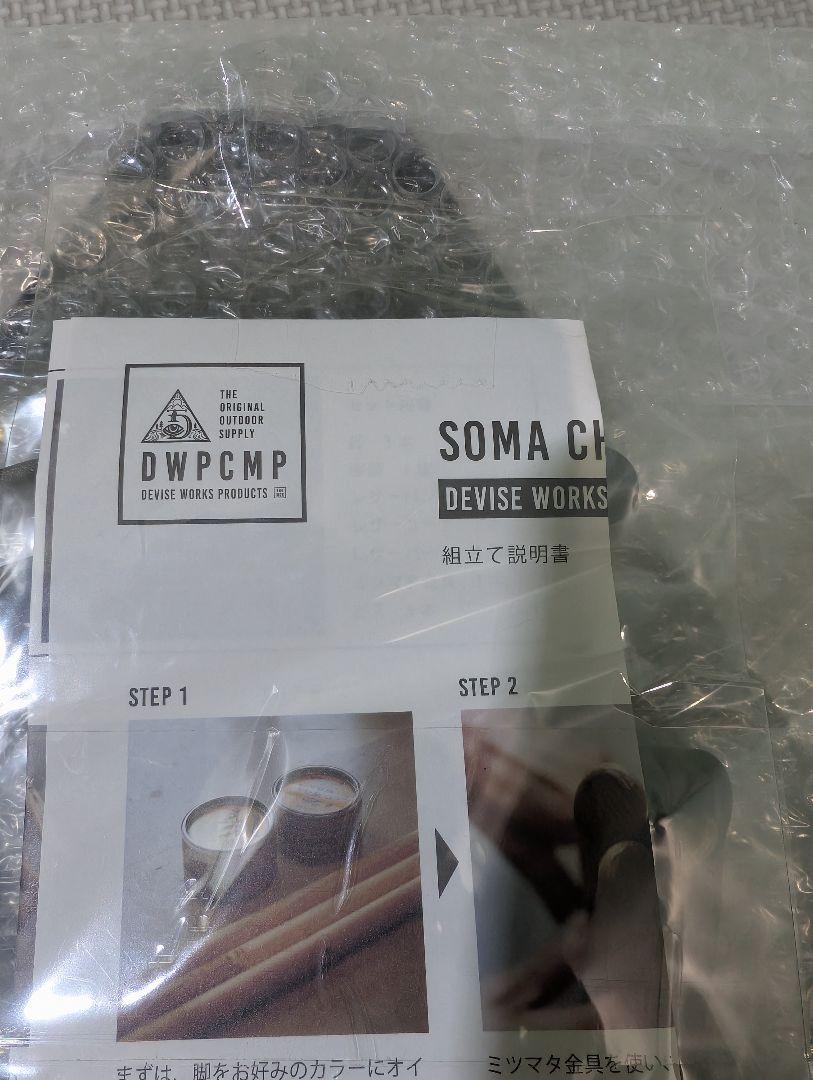 THE
ORIGINAL
OUTDOOR
SUPPLY
DWPCMP
DEVISE WORKS PRODUCTS
SOMA CH
DEVISE WORKS
組立て説明書
STEP 1
STEP 2
まずは、脚をお好みのカラーにオイ
ミツマタ金具を使い、